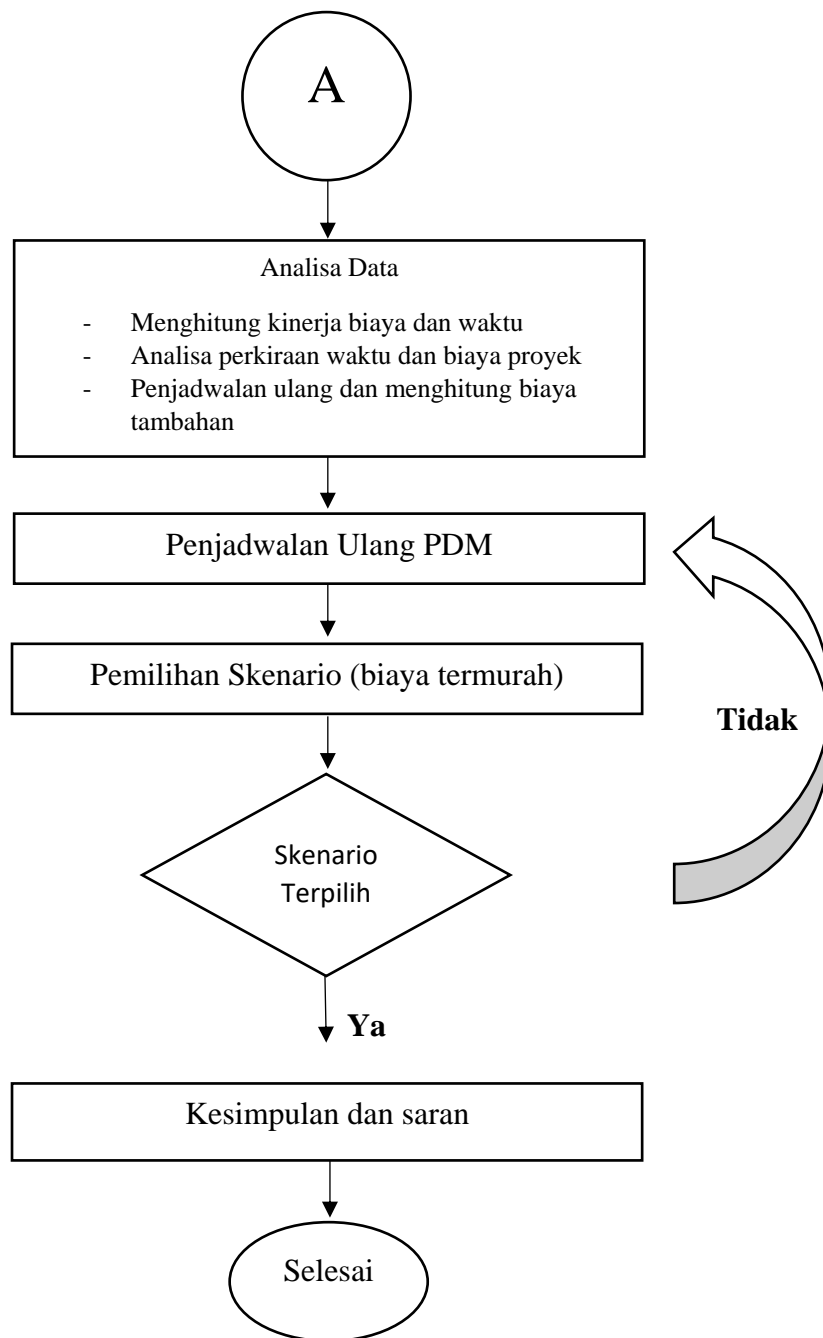 A
Analisa Data
- Menghitung kinerja biaya dan waktu
- Analisa perkiraan waktu dan biaya proyek
- Penjadwalan ulang dan menghitung biaya
tambahan
Penjadwalan Ulang PDM
Pemilihan Skenario (biaya termurah)
Tidak
Skenario
Terpilih
Ya
Kesimpulan dan saran
Selesai